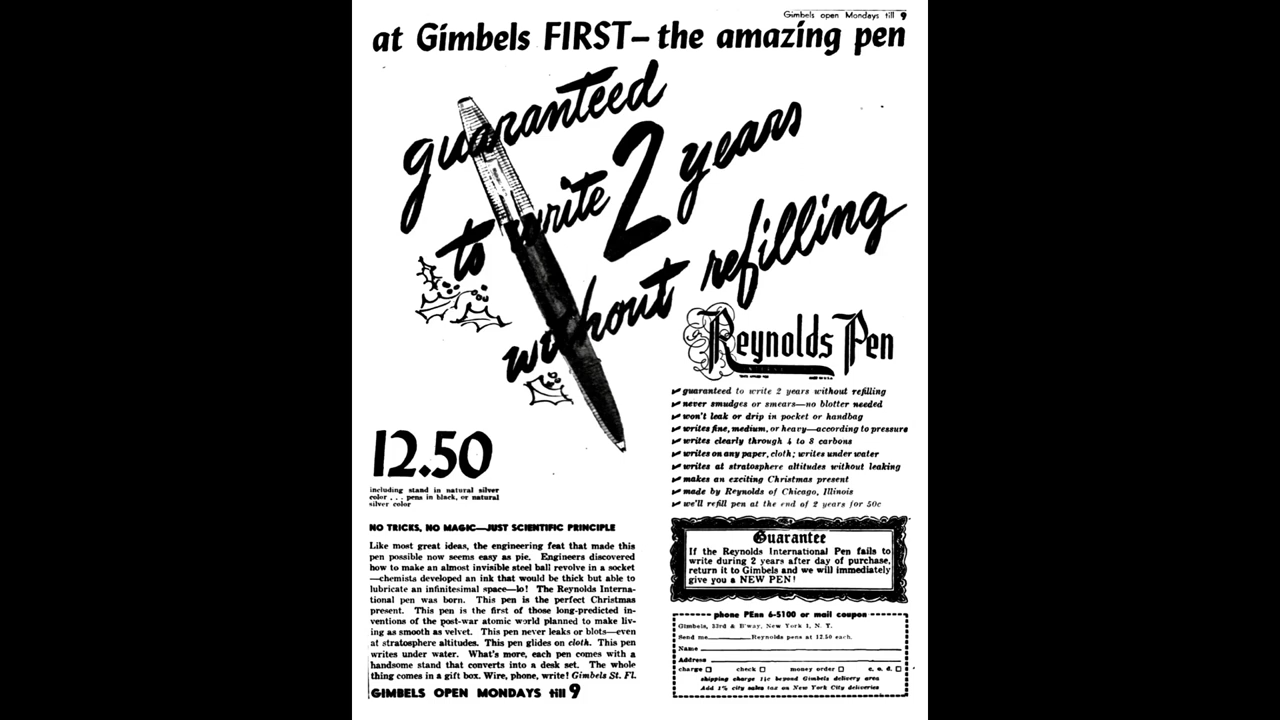 Gimbels open Mondays till 9
at Gimbels FIRST—the amazing pen
guaranteed
to write 2 years
without refilling
Reynolds Pen
guaranteed to write 2 years without refilling
never smudges or smears—no blotter needed
won't leak or drip in pocket or handbag
writes fine, medium, or heavy—according to pressure
writes clearly through 4 to 8 carbons
writes on any paper, cloth; writes under water
writes at stratosphere altitudes without leaking
makes an exciting Christmas present
made by Reynolds of Chicago, Illinois
we'll refill pen at the end of 2 years for 50c
12.50
including stand in natural silver
color . . . pens in black, or natural
silver color
NO TRICKS, NO MAGIC—JUST SCIENTIFIC PRINCIPLE
Like most great ideas, the engineering feat that made this
pen possible now seems easy as pie. Engineers discovered
how to make an almost invisible steel ball revolve in a socket
—chemists developed an ink that would be thick but able to
lubricate an infinitesimal space—lo! The Reynolds Interna-
tional pen was born. This pen is the perfect Christmas
present. This pen is the first of those long-predicted in-
ventions of the post-war atomic world planned to make liv-
ing as smooth as velvet. This pen never leaks or blots—even
at stratosphere altitudes. This pen glides on cloth. This pen
writes under water. What's more, each pen comes with a
handsome stand that converts into a desk set. The whole
thing comes in a gift box. Wire, phone, write! Gimbels St. Fl.
GIMBELS OPEN MONDAYS till 9
Guarantee
If the Reynolds International Pen fails to
write during 2 years after day of purchase,
return it to Gimbels and we will immediately
give you a NEW PEN!
phone PEnn 6-5100 or mail coupon
Gimbels, 33rd & B'way, New York 1, N. Y.
Send me Reynolds pens at 12.50 each.
Name
Address
charge check money order c. o. d.
shipping charge 11c beyond Gimbels delivery area
Add 1% city sales tax on New York City deliveries